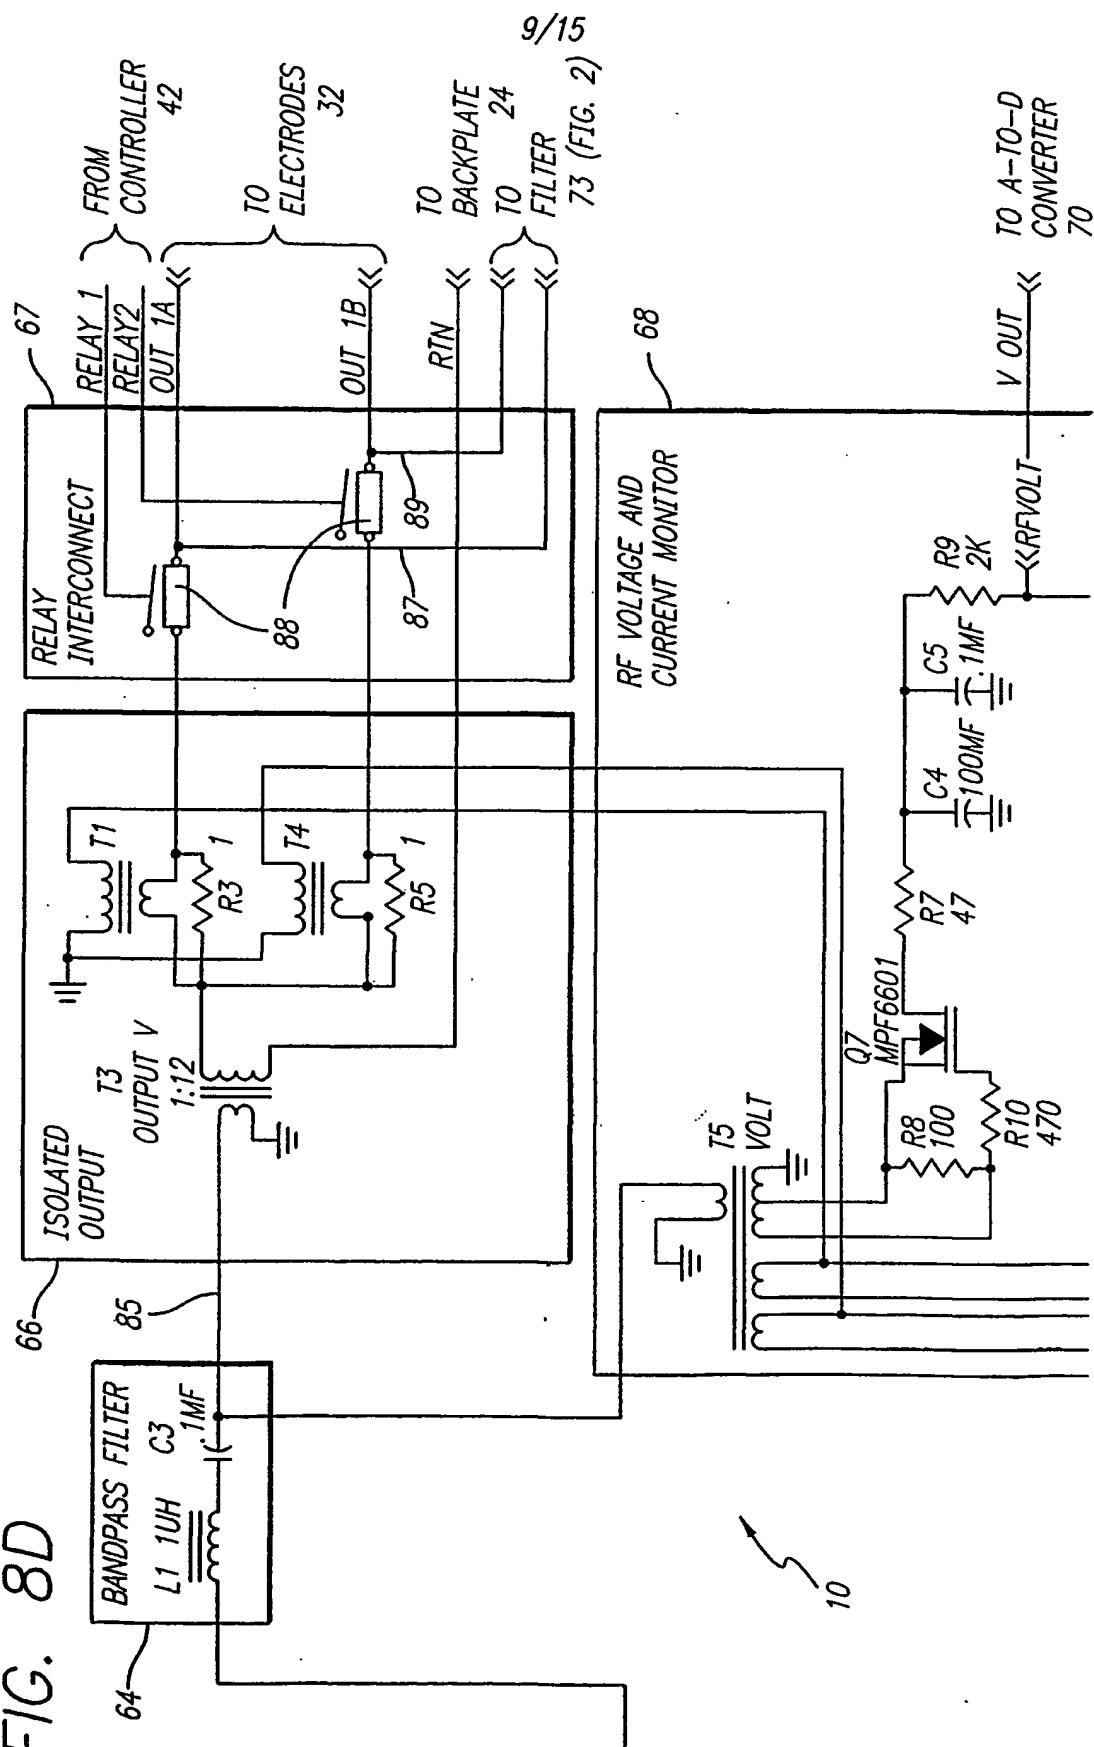 9/15
FIG. 8D
64
BANDPASS FILTER
L1 1UH
C3
.1MF
85
66
ISOLATED
OUTPUT
T3
OUTPUT V
1:12
T1
R3
1
T4
R5
1
67
RELAY
INTERCONNECT
88
87
89
RELAY 1
RELAY2
OUT 1A
OUT 1B
RTN
FROM
CONTROLLER
42
TO
ELECTRODES
32
TO
BACKPLATE
24
TO
FILTER
73 (FIG. 2)
68
RF VOLTAGE AND
CURRENT MONITOR
T5
VOLT
R8
100
R10
470
Q7
MPF6601
R7
47
C4
100MF
C5
.1MF
R9
2K
RFVOLT
V OUT
TO A-TO-D
CONVERTER
70
10